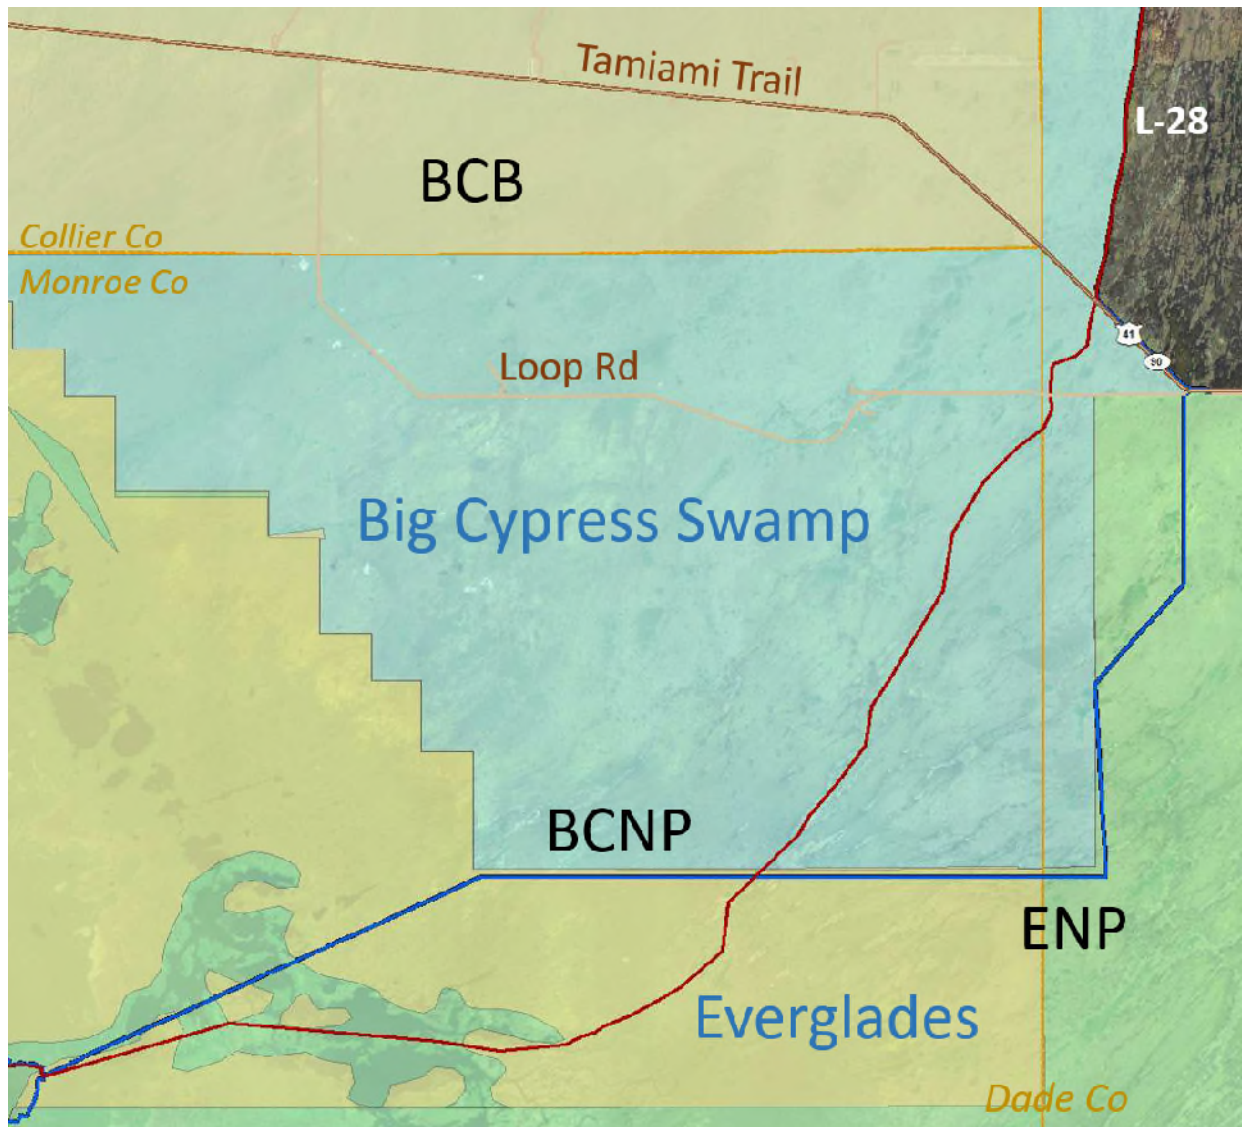 Tamiami Trail
L-28
BCB
Collier Co
Monroe Co
41
90
Loop Rd
Big Cypress Swamp
BCNP
ENP
Everglades
Dade Co